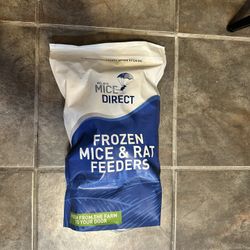 MICE
DIRECT
FROZEN
MICE & RAT
FEEDERS
FROM THE FARM
TO YOUR DOOR